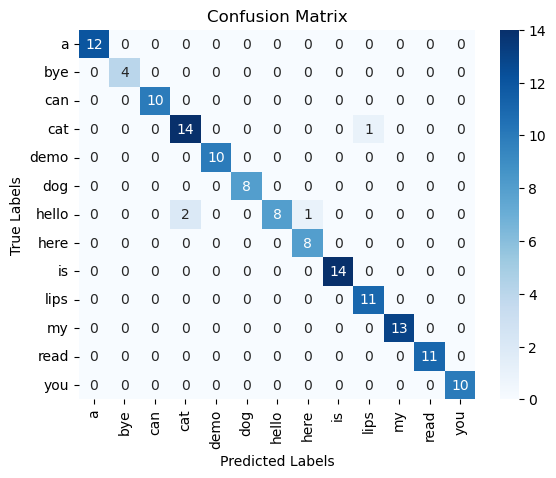 Confusion Matrix
True Labels
a 12 0 0 0 0 0 0 0 0 0 0 0 0
bye 0 4 0 0 0 0 0 0 0 0 0 0 0
can 0 0 10 0 0 0 0 0 0 0 0 0 0
cat 0 0 0 14 0 0 0 0 0 1 0 0 0
demo 0 0 0 0 10 0 0 0 0 0 0 0 0
dog 0 0 0 0 0 8 0 0 0 0 0 0 0
hello 0 0 0 2 0 0 8 1 0 0 0 0 0
here 0 0 0 0 0 0 0 8 0 0 0 0 0
is 0 0 0 0 0 0 0 0 14 0 0 0 0
lips 0 0 0 0 0 0 0 0 0 11 0 0 0
my 0 0 0 0 0 0 0 0 0 0 13 0 0
read 0 0 0 0 0 0 0 0 0 0 0 11 0
you 0 0 0 0 0 0 0 0 0 0 0 0 10
a bye can cat demo dog hello here is lips my read you
Predicted Labels
14
12
10
8
6
4
2
0